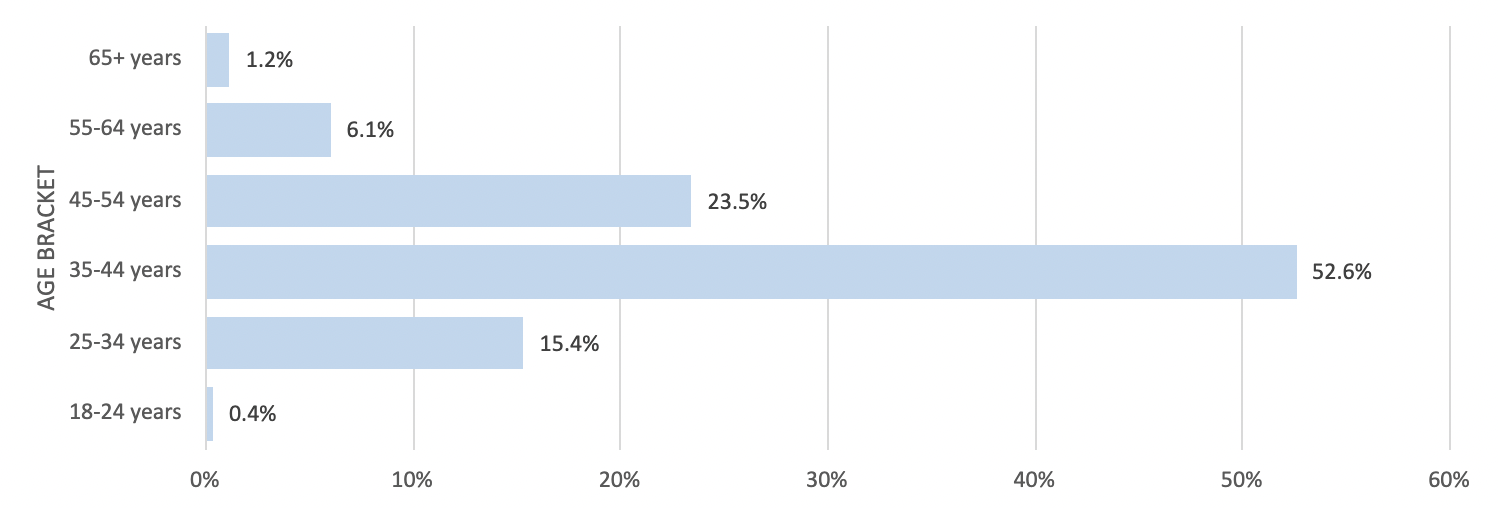 AGE BRACKET
65+ years
1.2%
55-64 years
6.1%
45-54 years
23.5%
35-44 years
52.6%
25-34 years
15.4%
18-24 years
0.4%
0%
10%
20%
30%
40%
50%
60%